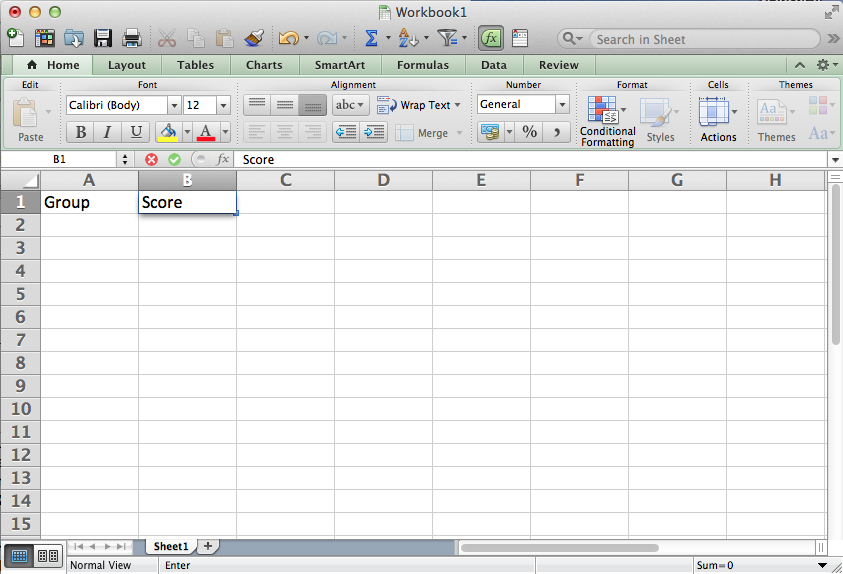 Workbook1
Search in Sheet
fx
Home Layout Tables Charts SmartArt Formulas Data Review
Edit Font Alignment Number Format Cells Themes
Calibri (Body) 12 abc Wrap Text General
Paste B I U A Merge % , Conditional Formatting Styles Actions Themes Aa
B1 fx Score
A B C D E F G H
1 Group Score
2
3
4
5
6
7
8
9
10
11
12
13
14
15
Sheet1 +
Normal View Enter Sum=0